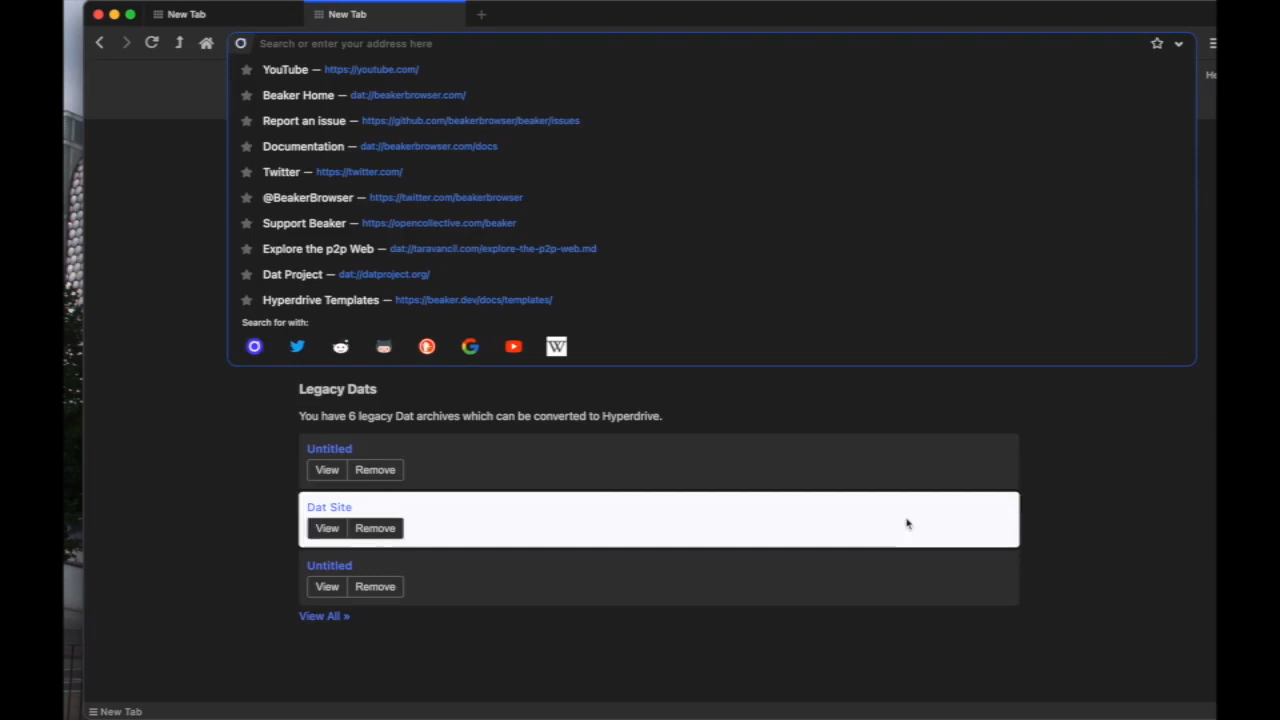 New Tab
New Tab
Search or enter your address here
He
YouTube — https://youtube.com/
Beaker Home — dat://beakerbrowser.com/
Report an issue — https://github.com/beakerbrowser/beaker/issues
Documentation — dat://beakerbrowser.com/docs
Twitter — https://twitter.com/
@BeakerBrowser — https://twitter.com/beakerbrowser
Support Beaker — https://opencollective.com/beaker
Explore the p2p Web — dat://taravancil.com/explore-the-p2p-web.md
Dat Project — dat://datproject.org/
Hyperdrive Templates — https://beaker.dev/docs/templates/
Search for with:
W
Legacy Dats
You have 6 legacy Dat archives which can be converted to Hyperdrive.
Untitled
View Remove
Dat Site
View Remove
Untitled
View Remove
View All »
New Tab